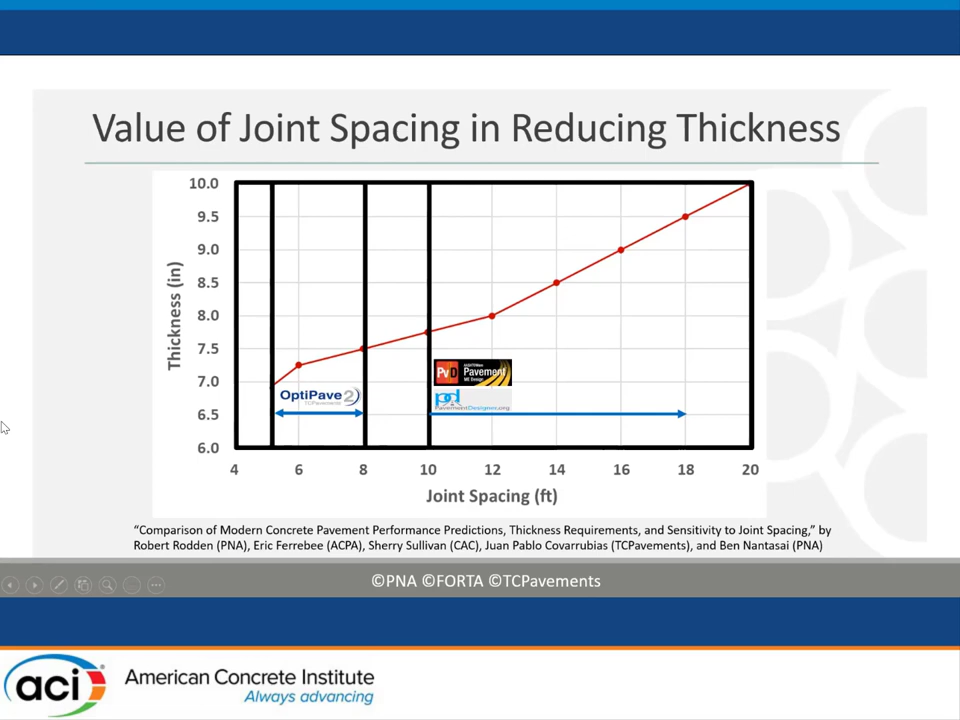 Value of Joint Spacing in Reducing Thickness
10.0
9.5
9.0
8.5
8.0
7.5
7.0
6.5
6.0
Thickness (in)
OptiPave2
TCPavements
PvD Pavement
ME Design
pd
PavementDesigner.org
4 6 8 10 12 14 16 18 20
Joint Spacing (ft)
“Comparison of Modern Concrete Pavement Performance Predictions, Thickness Requirements, and Sensitivity to Joint Spacing,” by
Robert Rodden (PNA), Eric Ferrebee (ACPA), Sherry Sullivan (CAC), Juan Pablo Covarrubias (TCPavements), and Ben Nantasai (PNA)
©PNA ©FORTA ©TCPavements
aci American Concrete Institute
Always advancing